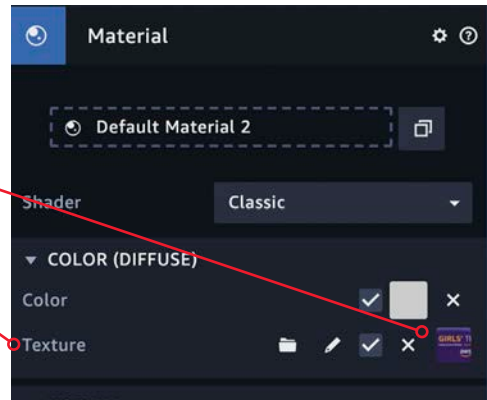 Material
Default Material 2
Shader Classic
COLOR (DIFFUSE)
Color
Texture GIRLS'